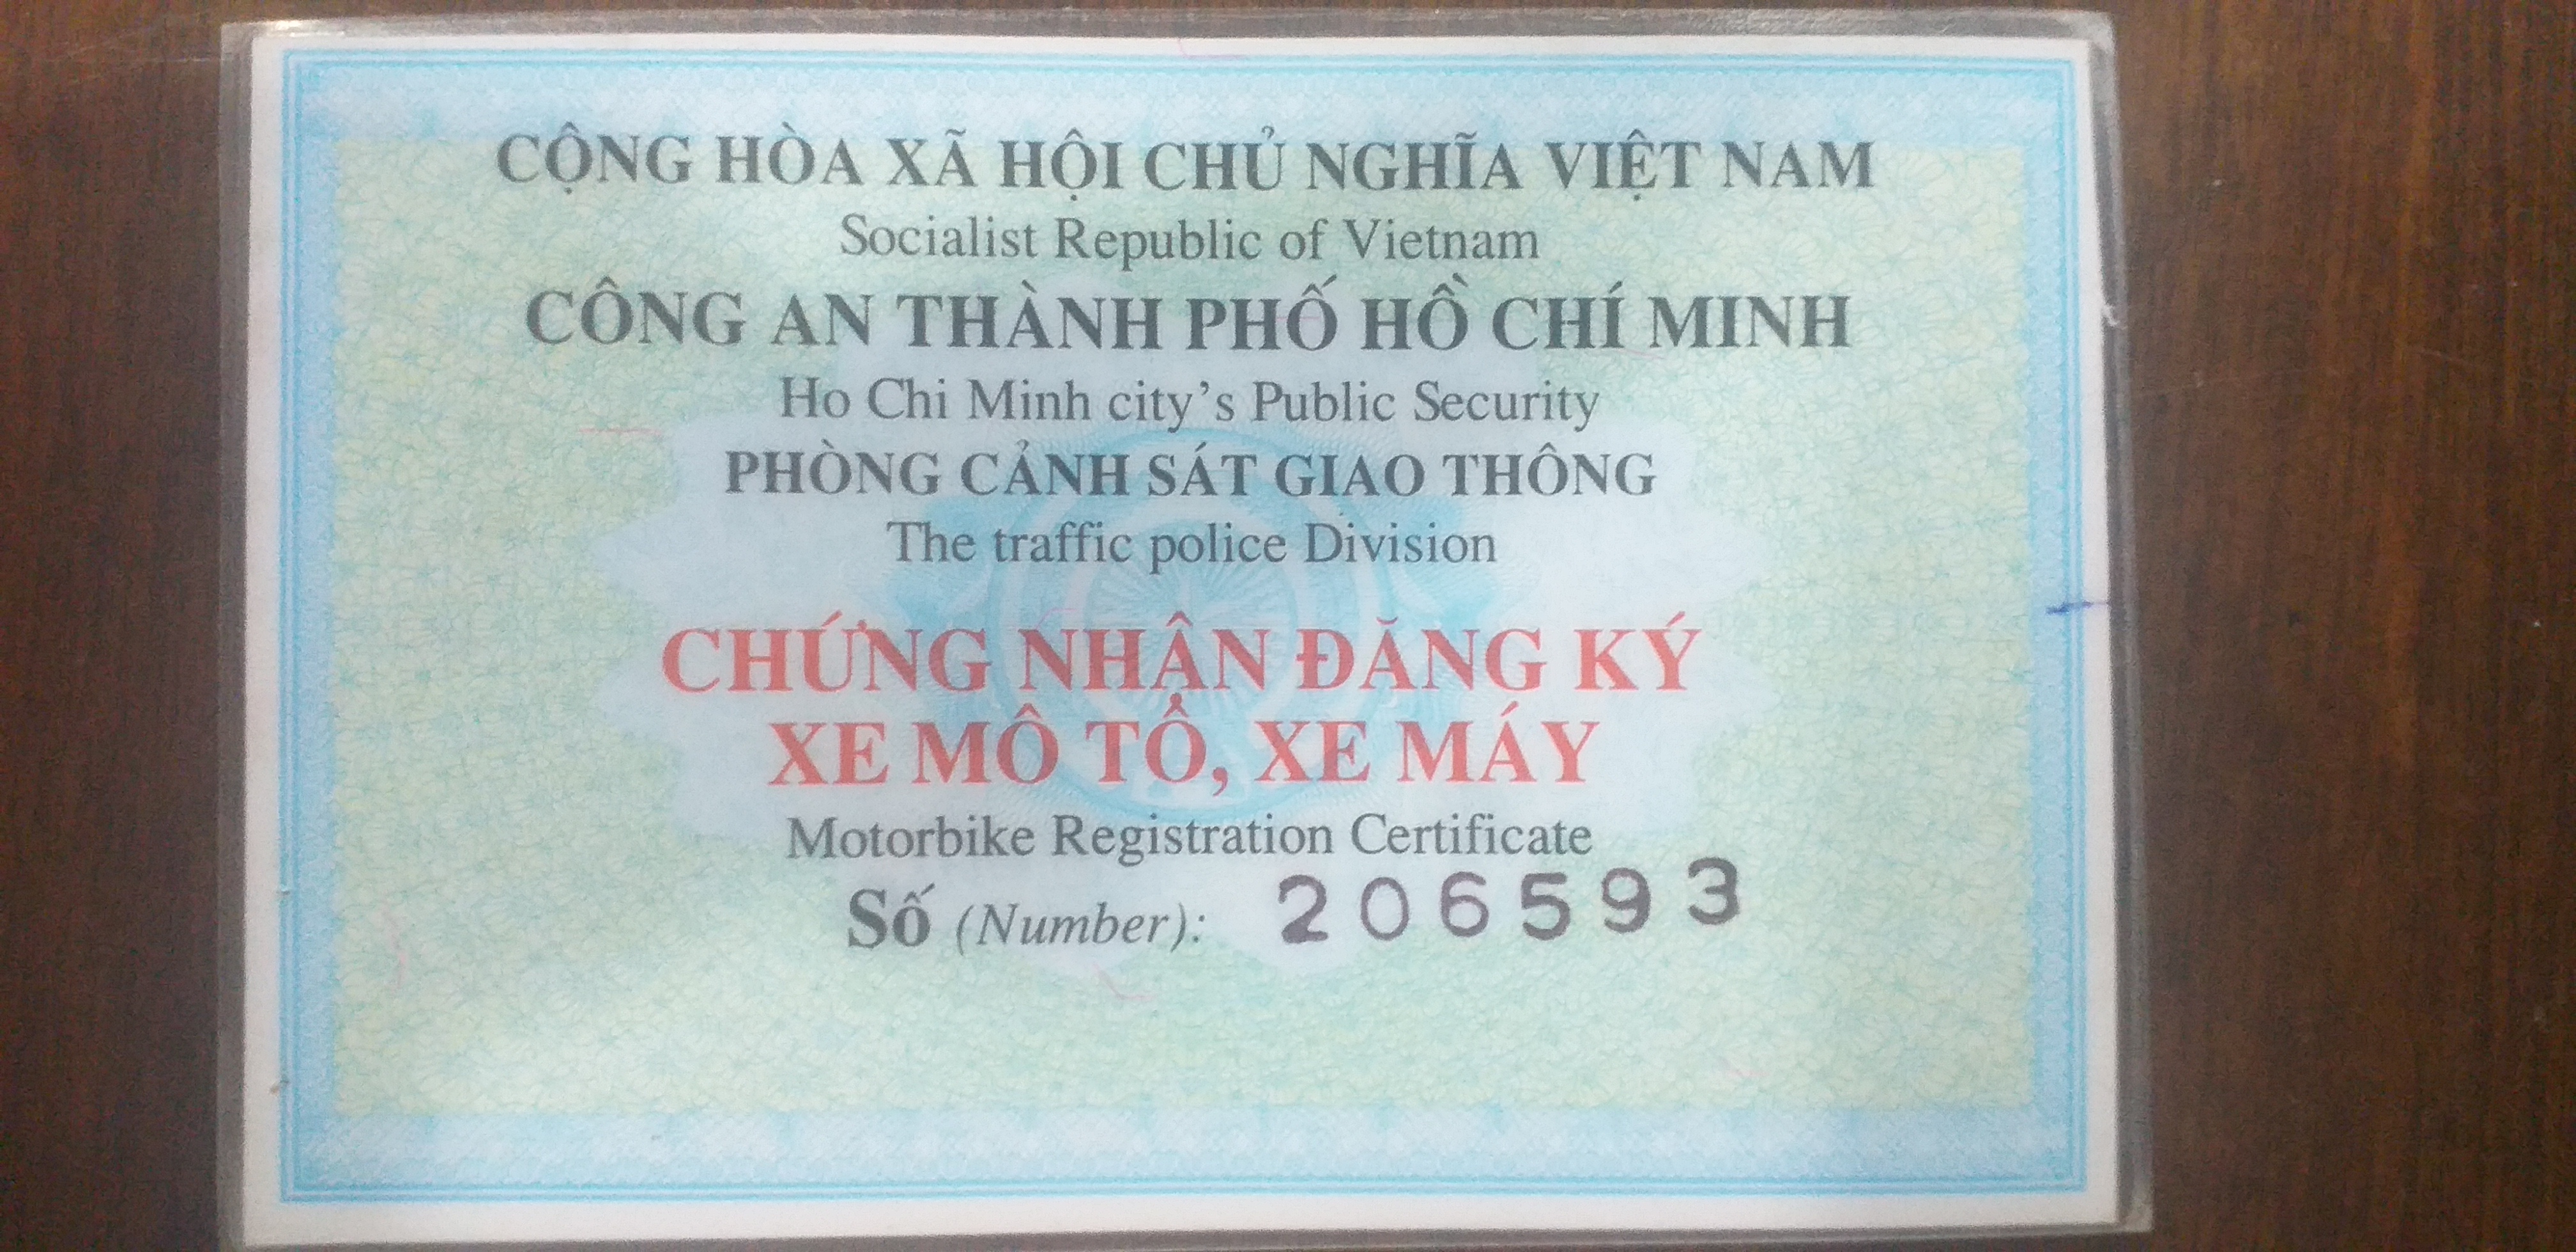 CỘNG HÒA XÃ HỘI CHỦ NGHĨA VIỆT NAM
Socialist Republic of Vietnam
CÔNG AN THÀNH PHỐ HỒ CHÍ MINH
Ho Chi Minh city's Public Security
PHÒNG CẢNH SÁT GIAO THÔNG
The traffic police Division
CHỨNG NHẬN ĐĂNG KÝ
XE MÔ TÔ, XE MÁY
Motorbike Registration Certificate
Số (Number): 206593